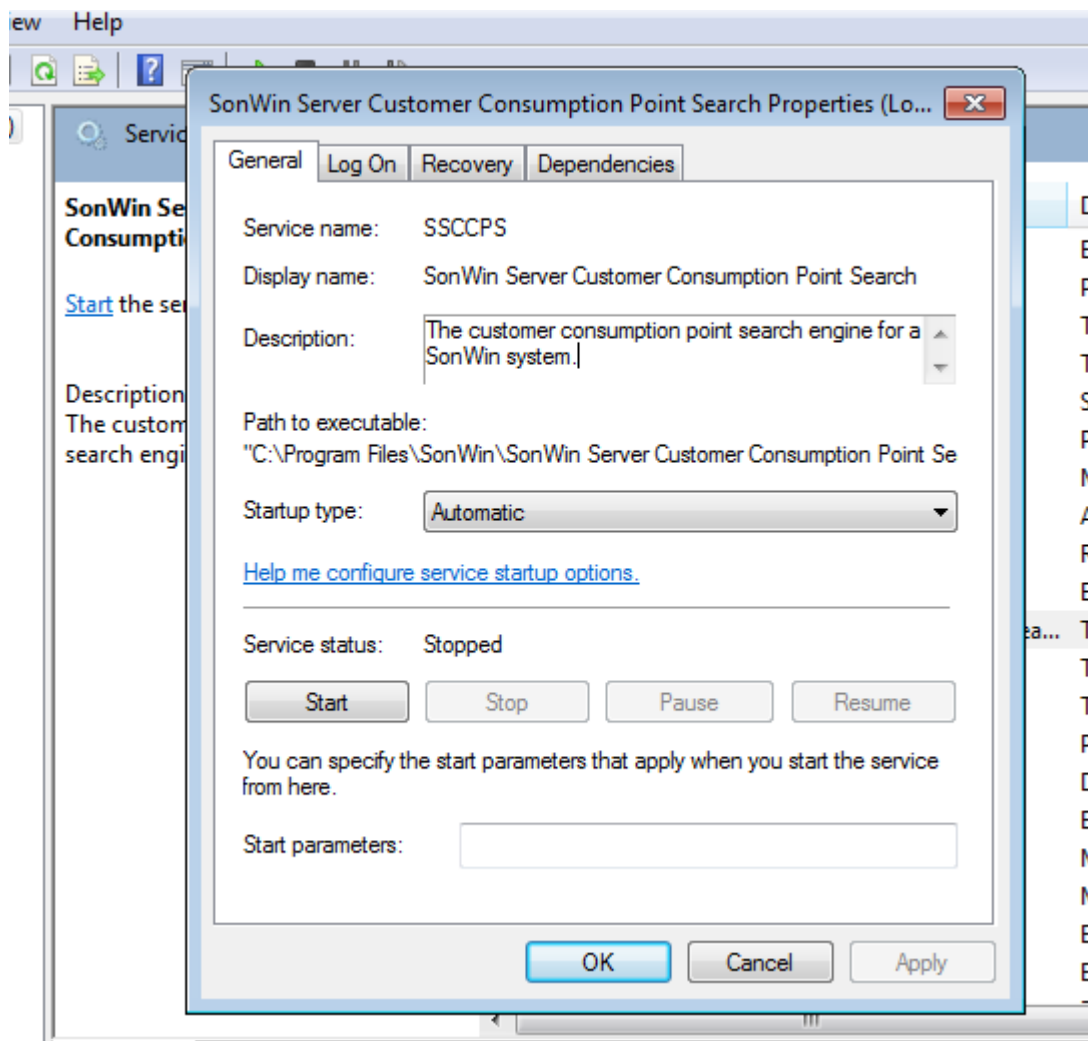 Help
SonWin Server Customer Consumption Point Search Properties (Lo...
General Log On Recovery Dependencies
SonWin Se
Consumpti
Start the ser
Description
The custom
search engi
Service name: SSCCPS
Display name: SonWin Server Customer Consumption Point Search
Description: The customer consumption point search engine for a
SonWin system.
Path to executable:
"C:\Program Files\SonWin\SonWin Server Customer Consumption Point Se
Startup type: Automatic
Help me configure service startup options.
Service status: Stopped
Start Stop Pause Resume
You can specify the start parameters that apply when you start the service
from here.
Start parameters:
OK Cancel Apply